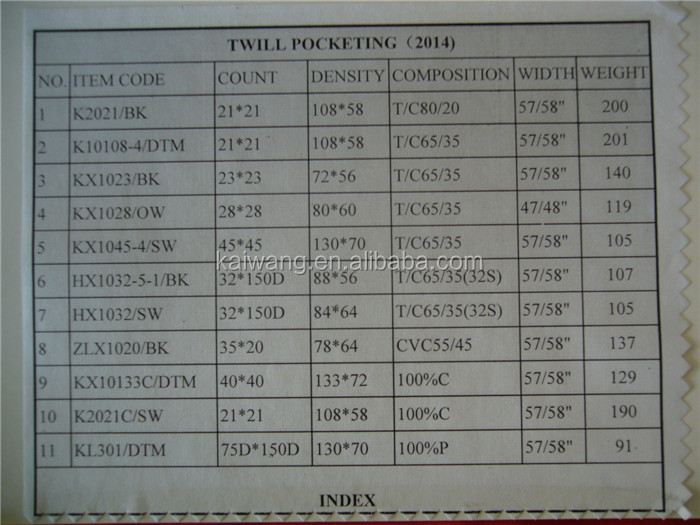 TWILL POCKETING（2014)
NO. ITEM CODE COUNT DENSITY COMPOSITION WIDTH WEIGHT
1 K2021/BK 21*21 108*58 T/C80/20 57/58" 200
2 K10108-4/DTM 21*21 108*58 T/C65/35 57/58" 201
3 KX1023/BK 23*23 72*56 T/C65/35 57/58" 140
4 KX1028/OW 28*28 80*60 T/C65/35 47/48" 119
5 KX1045-4/SW 45*45 130*70 T/C65/35 57/58" 105
kaiwang.en.alibaba.com
6 HX1032-5-1/BK 32*150D 88*56 T/C65/35(32S) 57/58" 107
7 HX1032/SW 32*150D 84*64 T/C65/35(32S) 57/58" 105
8 ZLX1020/BK 35*20 78*64 CVC55/45 57/58" 137
9 KX10133C/DTM 40*40 133*72 100%C 57/58" 129
10 K2021C/SW 21*21 108*58 100%C 57/58" 190
11 KL301/DTM 75D*150D 130*70 100%P 57/58" 91
INDEX